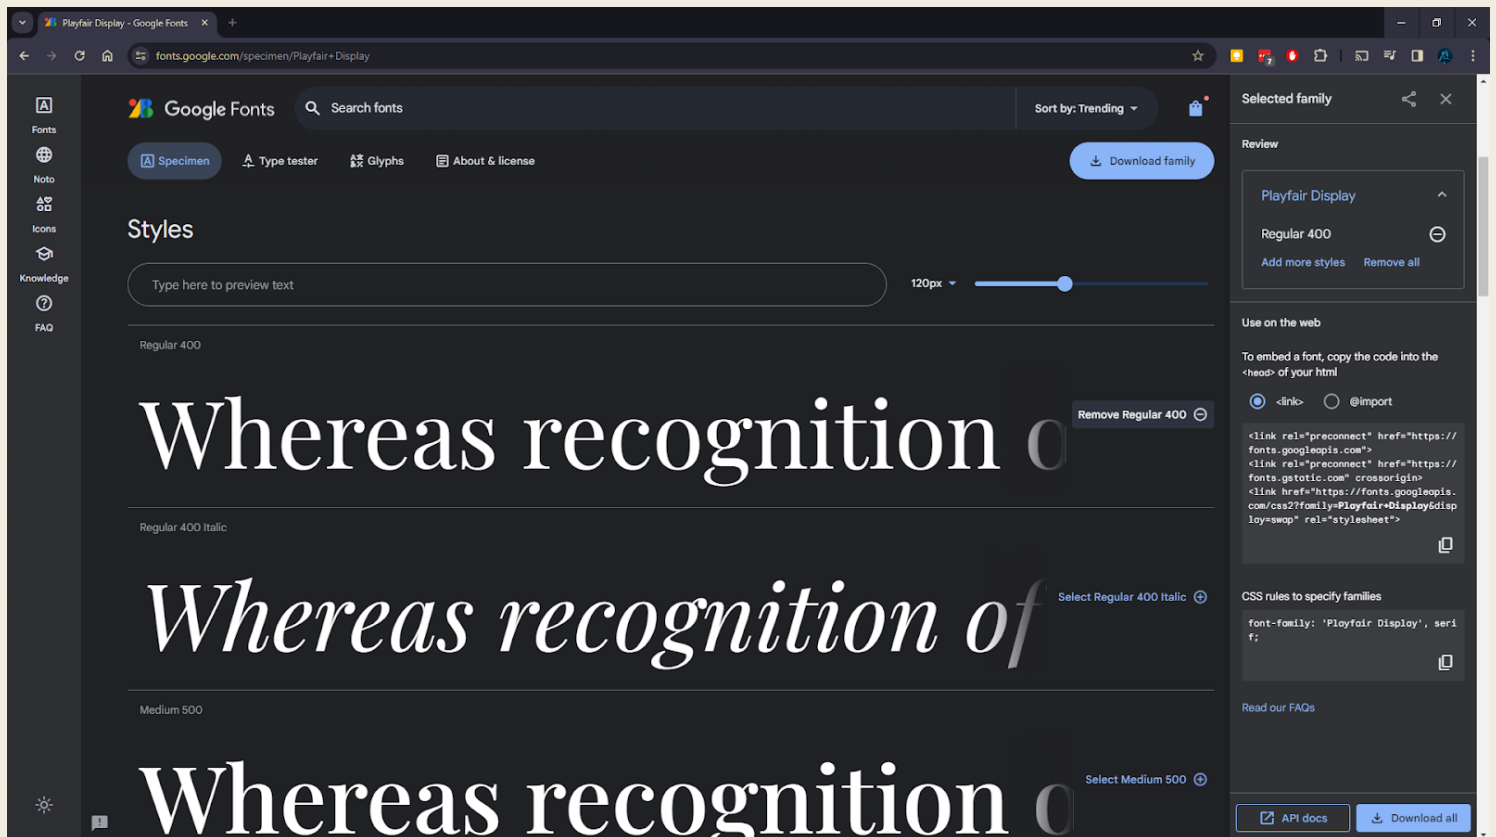 Playfair Display - Google Fonts
fonts.google.com/specimen/Playfair+Display
7
Fonts
Noto
Icons
Knowledge
FAQ
Google Fonts
Search fonts
Sort by: Trending
Specimen
Type tester
Glyphs
About & license
Download family
Styles
Type here to preview text
120px
Regular 400
Whereas recognition o
Remove Regular 400
Regular 400 Italic
Whereas recognition of
Select Regular 400 Italic
Medium 500
Whereas recognition o
Select Medium 500
Selected family
Review
Playfair Display
Regular 400
Add more styles
Remove all
Use on the web
To embed a font, copy the code into the
<head> of your html
<link>
@import
<link rel="preconnect" href="https://
fonts.googleapis.com">
<link rel="preconnect" href="https://
fonts.gstatic.com" crossorigin>
<link href="https://fonts.googleapis.
com/css2?family=Playfair+Display&disp
lay=swap" rel="stylesheet">
CSS rules to specify families
font-family: 'Playfair Display', seri
f;
Read our FAQs
API docs
Download all